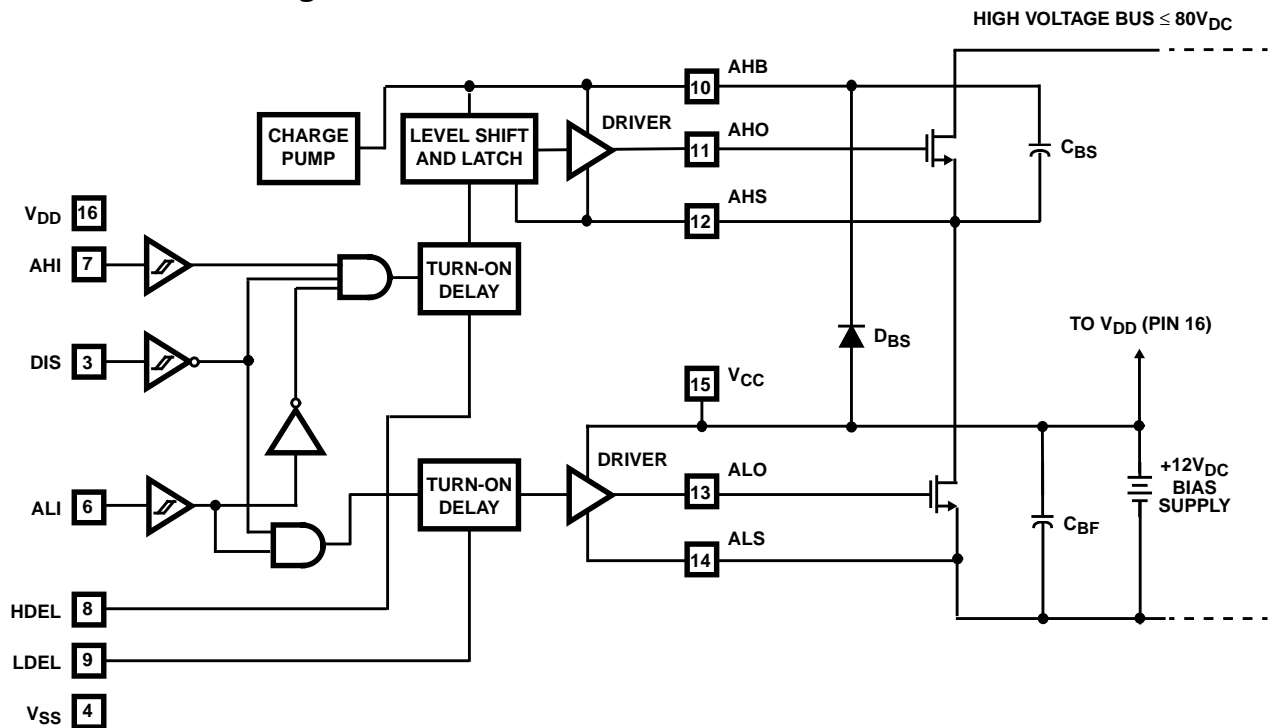 HIGH VOLTAGE BUS ≤ 80VDC
AHB
10
CHARGE
PUMP
LEVEL SHIFT
AND LATCH
DRIVER
AHO
11
CBS
AHS
12
VDD 16
AHI 7
TURN-ON
DELAY
DIS 3
DBS
TO VDD (PIN 16)
15
VCC
ALI 6
TURN-ON
DELAY
DRIVER
ALO
13
+12VDC
BIAS
SUPPLY
CBF
ALS
14
HDEL 8
LDEL 9
VSS 4